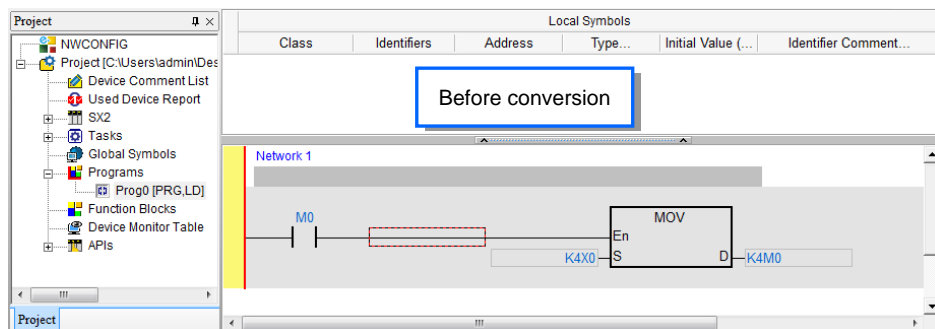 Project
NWCONFIG
Project [C:\Users\admin\Des
Device Comment List
Used Device Report
SX2
Tasks
Global Symbols
Programs
Prog0 [PRG,LD]
Function Blocks
Device Monitor Table
APIs
Project
Local Symbols
Class Identifiers Address Type... Initial Value (... Identifier Comment...
Before conversion
Network 1
M0 MOV
En
K4X0 S D K4M0